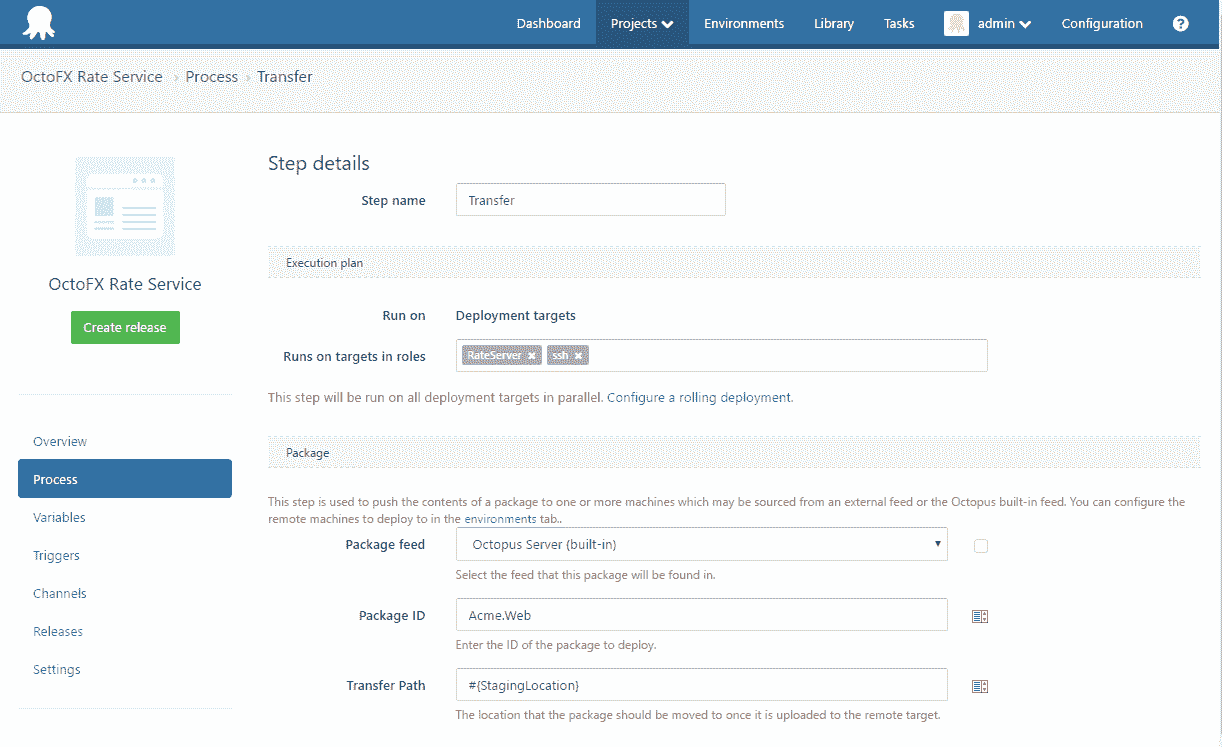 Dashboard Projects Environments Library Tasks admin Configuration ?
OctoFX Rate Service › Process › Transfer
OctoFX Rate Service
Create release
Overview
Process
Variables
Triggers
Channels
Releases
Settings
Step details
Step name Transfer
Execution plan
Run on Deployment targets
Runs on targets in roles RateServer × ssh ×
This step will be run on all deployment targets in parallel. Configure a rolling deployment.
Package
This step is used to push the contents of a package to one or more machines which may be sourced from an external feed or the Octopus built-in feed. You can configure the
remote machines to deploy to in the environments tab..
Package feed Octopus Server (built-in)
Select the feed that this package will be found in.
Package ID Acme.Web
Enter the ID of the package to deploy.
Transfer Path #{StagingLocation}
The location that the package should be moved to once it is uploaded to the remote target.